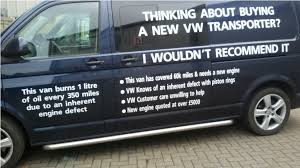 THINKING ABOUT BUYING
A NEW VW TRANSPORTER?
I WOULDN'T RECOMMEND IT
This van burns 1 litre
of oil every 350 miles
due to an inherent
engine defect
• This van has covered 60k miles & needs a new engine
• VW Knows of an inherent defect with piston rings
• VW Customer care unwilling to help
• New engine quoted at over £5000